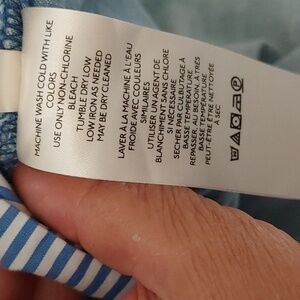 MACHINE WASH COLD WITH LIKE
COLORS
USE ONLY NON-CHLORINE
BLEACH
TUMBLE DRY LOW
LOW IRON AS NEEDED
MAY BE DRY CLEANED
LAVER À LA MACHINE À L'EAU
FROIDE AVEC COULEURS
SIMILAIRES
UTILISER UN AGENT DE
BLANCHIMENT SANS CHLORE
SI NÉCESSAIRE
SÉCHER PAR CULBUTAGE À
BASSE TEMPÉRATURE
REPASSER, AU BESOIN, À TRÈS
BASSE TEMPÉRATURE
PEUT-ÊTRE ÊTRE NETTOYÉE
À SEC